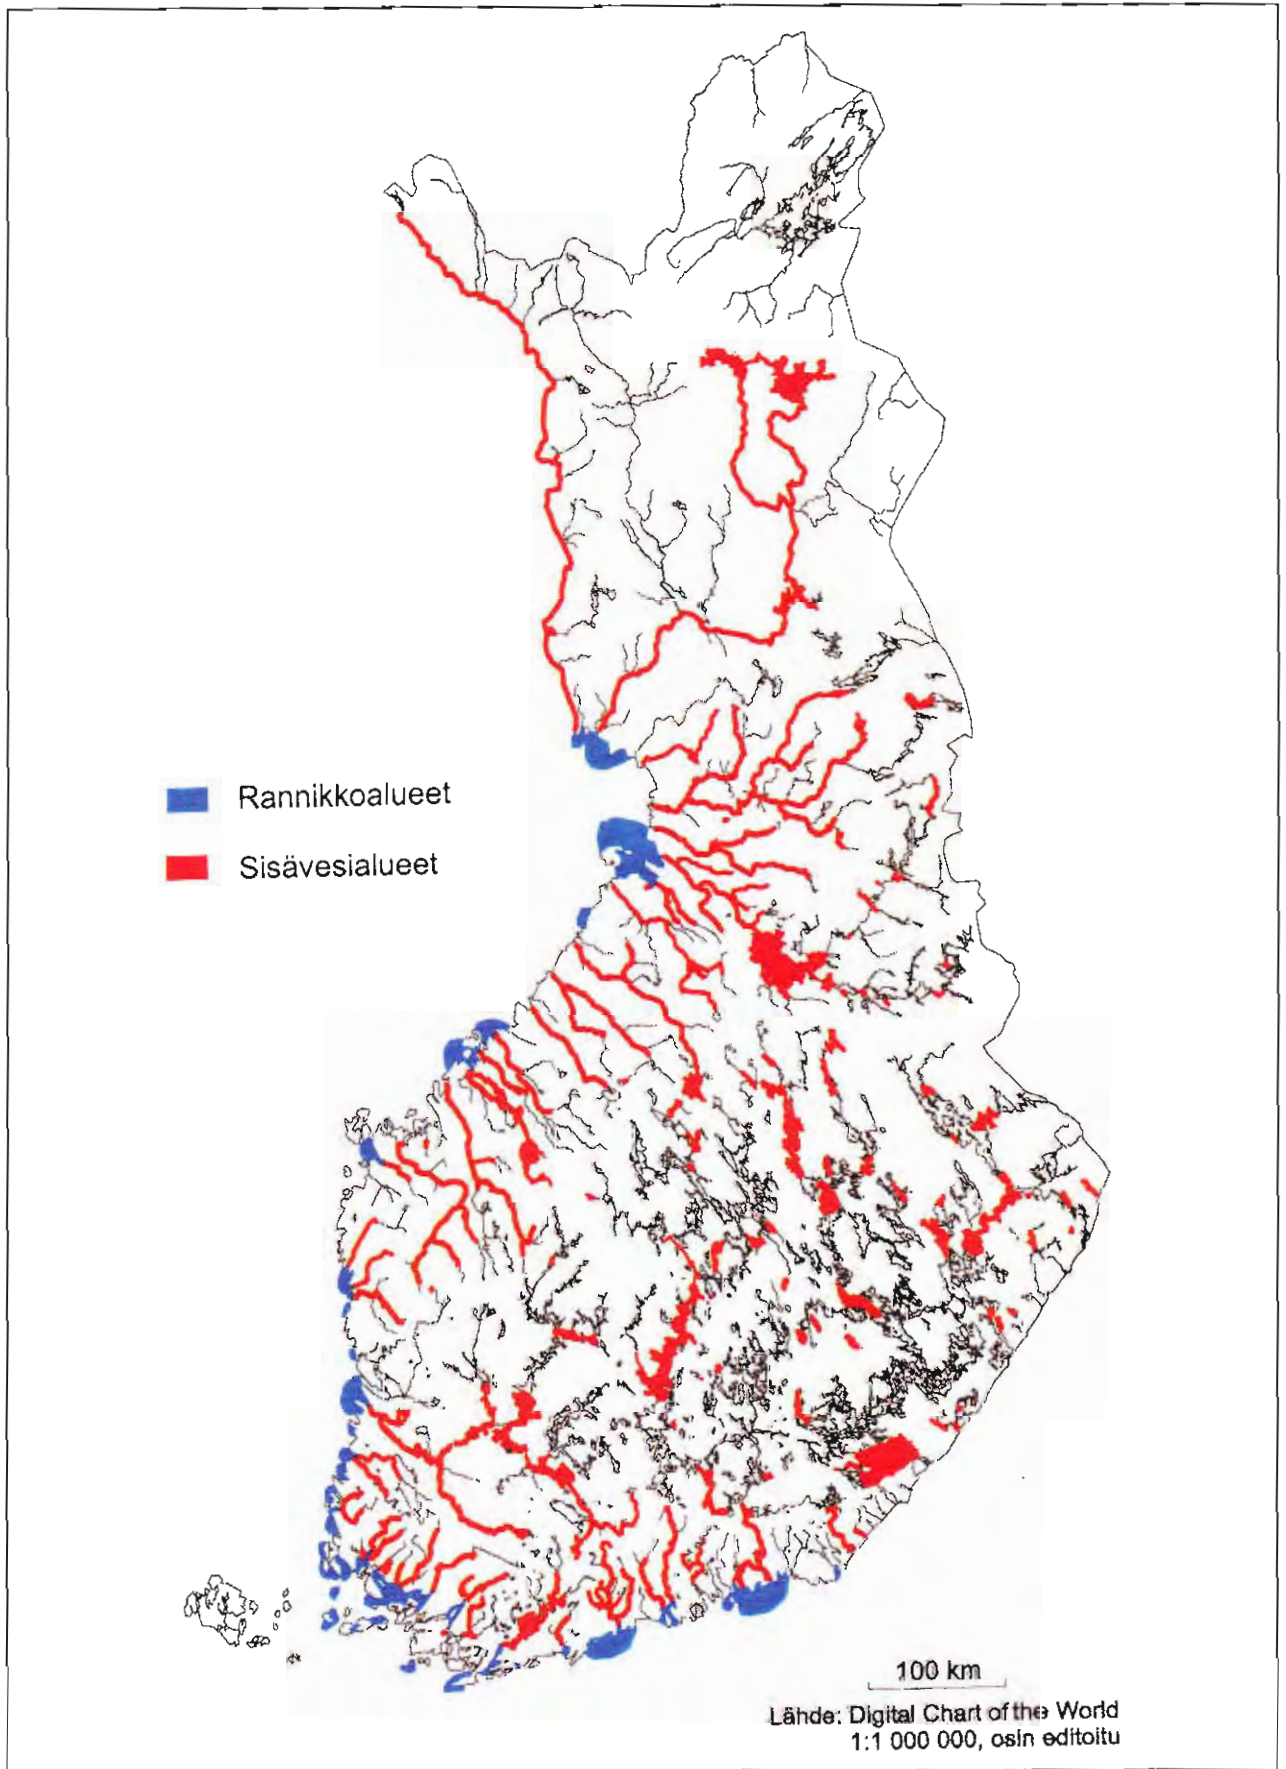 Rannikkoalueet
Sisävesialueet
100 km
Lähde: Digital Chart of the World
1:1 000 000, osin editoitu